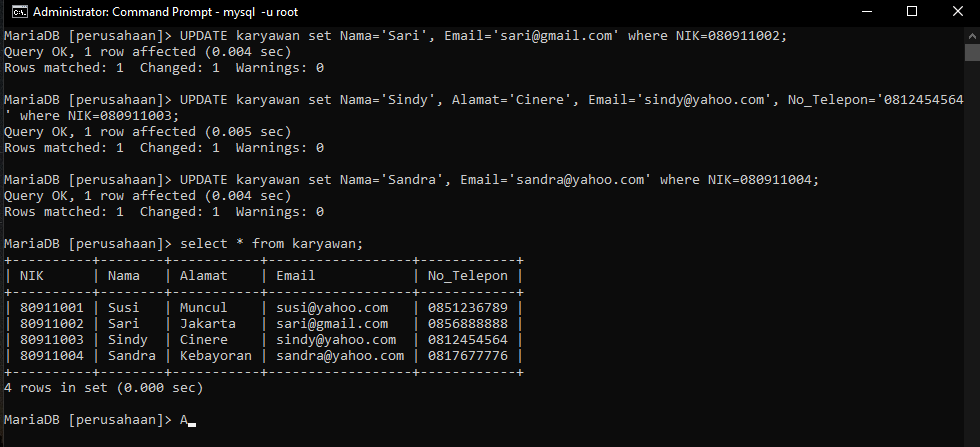 Administrator: Command Prompt - mysql  -u root
MariaDB [perusahaan]> UPDATE karyawan set Nama='Sari', Email='sari@gmail.com' where NIK=080911002;
Query OK, 1 row affected (0.004 sec)
Rows matched: 1  Changed: 1  Warnings: 0

MariaDB [perusahaan]> UPDATE karyawan set Nama='Sindy', Alamat='Cinere', Email='sindy@yahoo.com', No_Telepon='0812454564
' where NIK=080911003;
Query OK, 1 row affected (0.005 sec)
Rows matched: 1  Changed: 1  Warnings: 0

MariaDB [perusahaan]> UPDATE karyawan set Nama='Sandra', Email='sandra@yahoo.com' where NIK=080911004;
Query OK, 1 row affected (0.004 sec)
Rows matched: 1  Changed: 1  Warnings: 0

MariaDB [perusahaan]> select * from karyawan;
+----------+--------+-----------+------------------+------------+
| NIK      | Nama   | Alamat    | Email            | No_Telepon |
+----------+--------+-----------+------------------+------------+
| 80911001 | Susi   | Muncul    | susi@yahoo.com   | 0851236789 |
| 80911002 | Sari   | Jakarta   | sari@gmail.com   | 0856888888 |
| 80911003 | Sindy  | Cinere    | sindy@yahoo.com  | 0812454564 |
| 80911004 | Sandra | Kebayoran | sandra@yahoo.com | 0817677776 |
+----------+--------+-----------+------------------+------------+
4 rows in set (0.000 sec)

MariaDB [perusahaan]> A